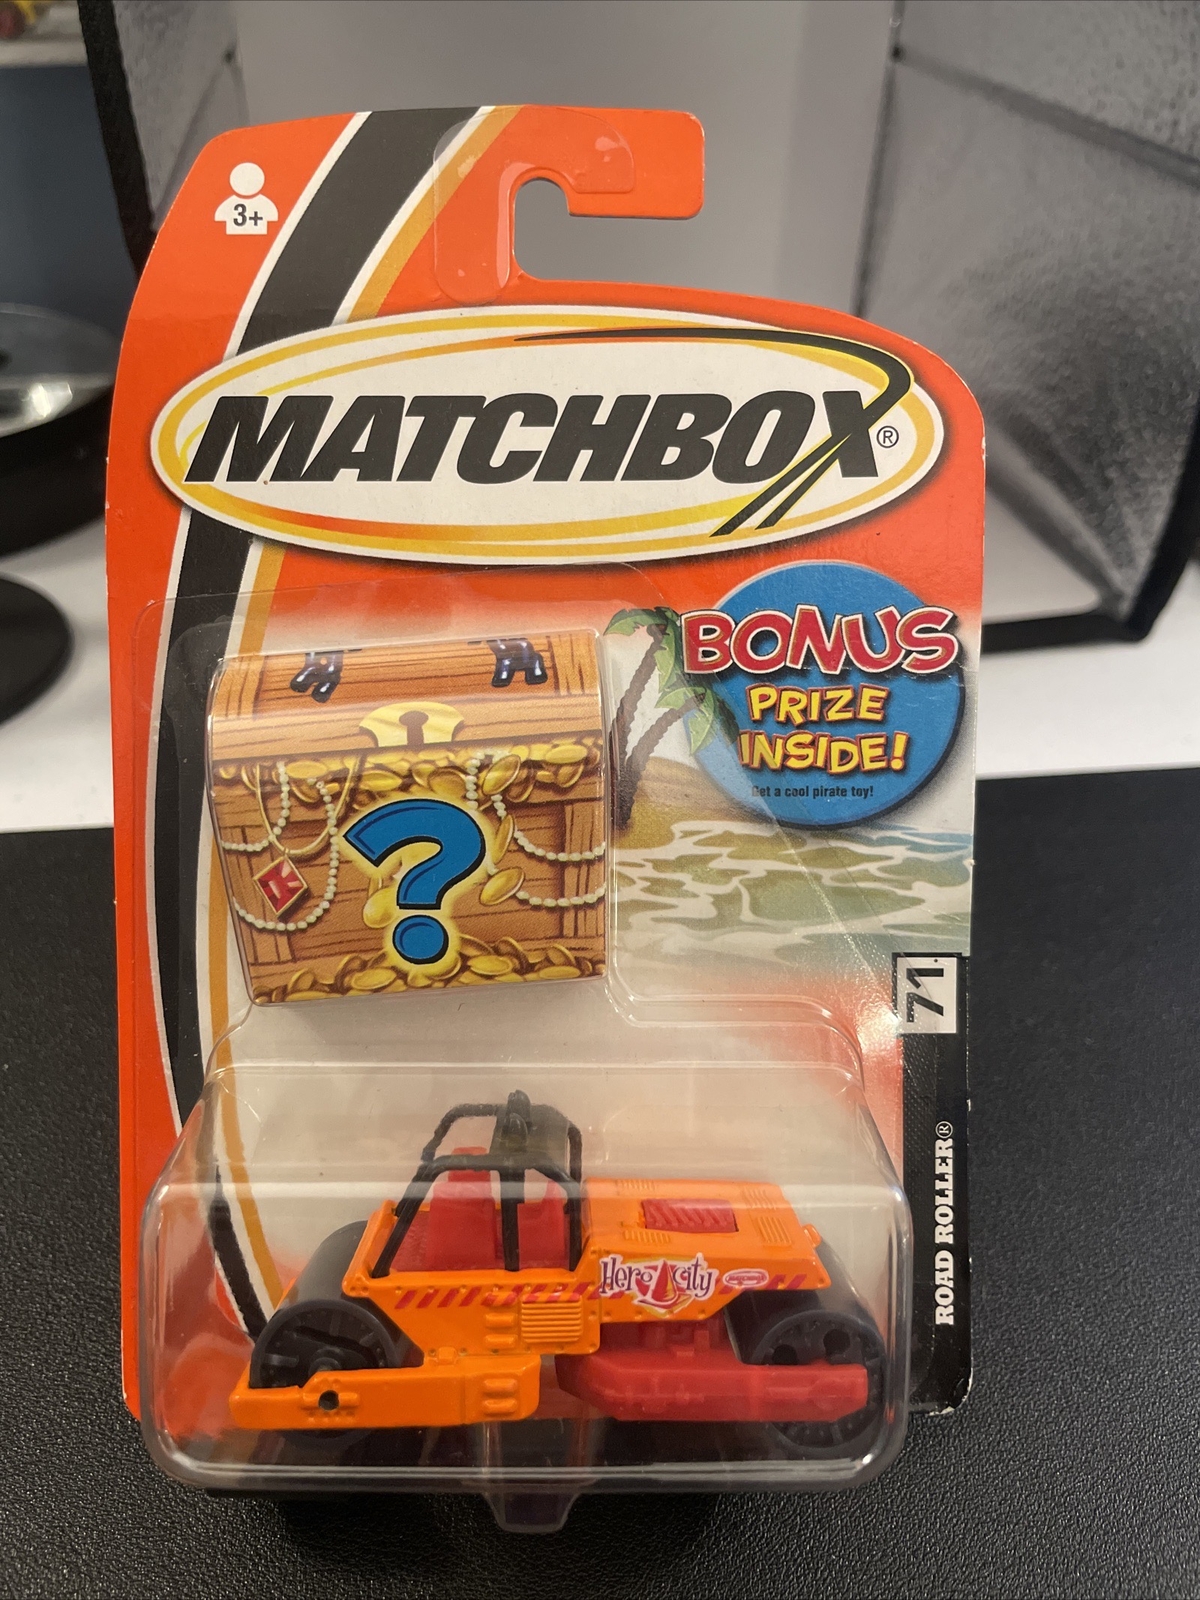 3+
MATCHBOX®
BONUS
PRIZE
INSIDE!
Get a cool pirate toy!
?
71
ROAD ROLLER®
Hero City